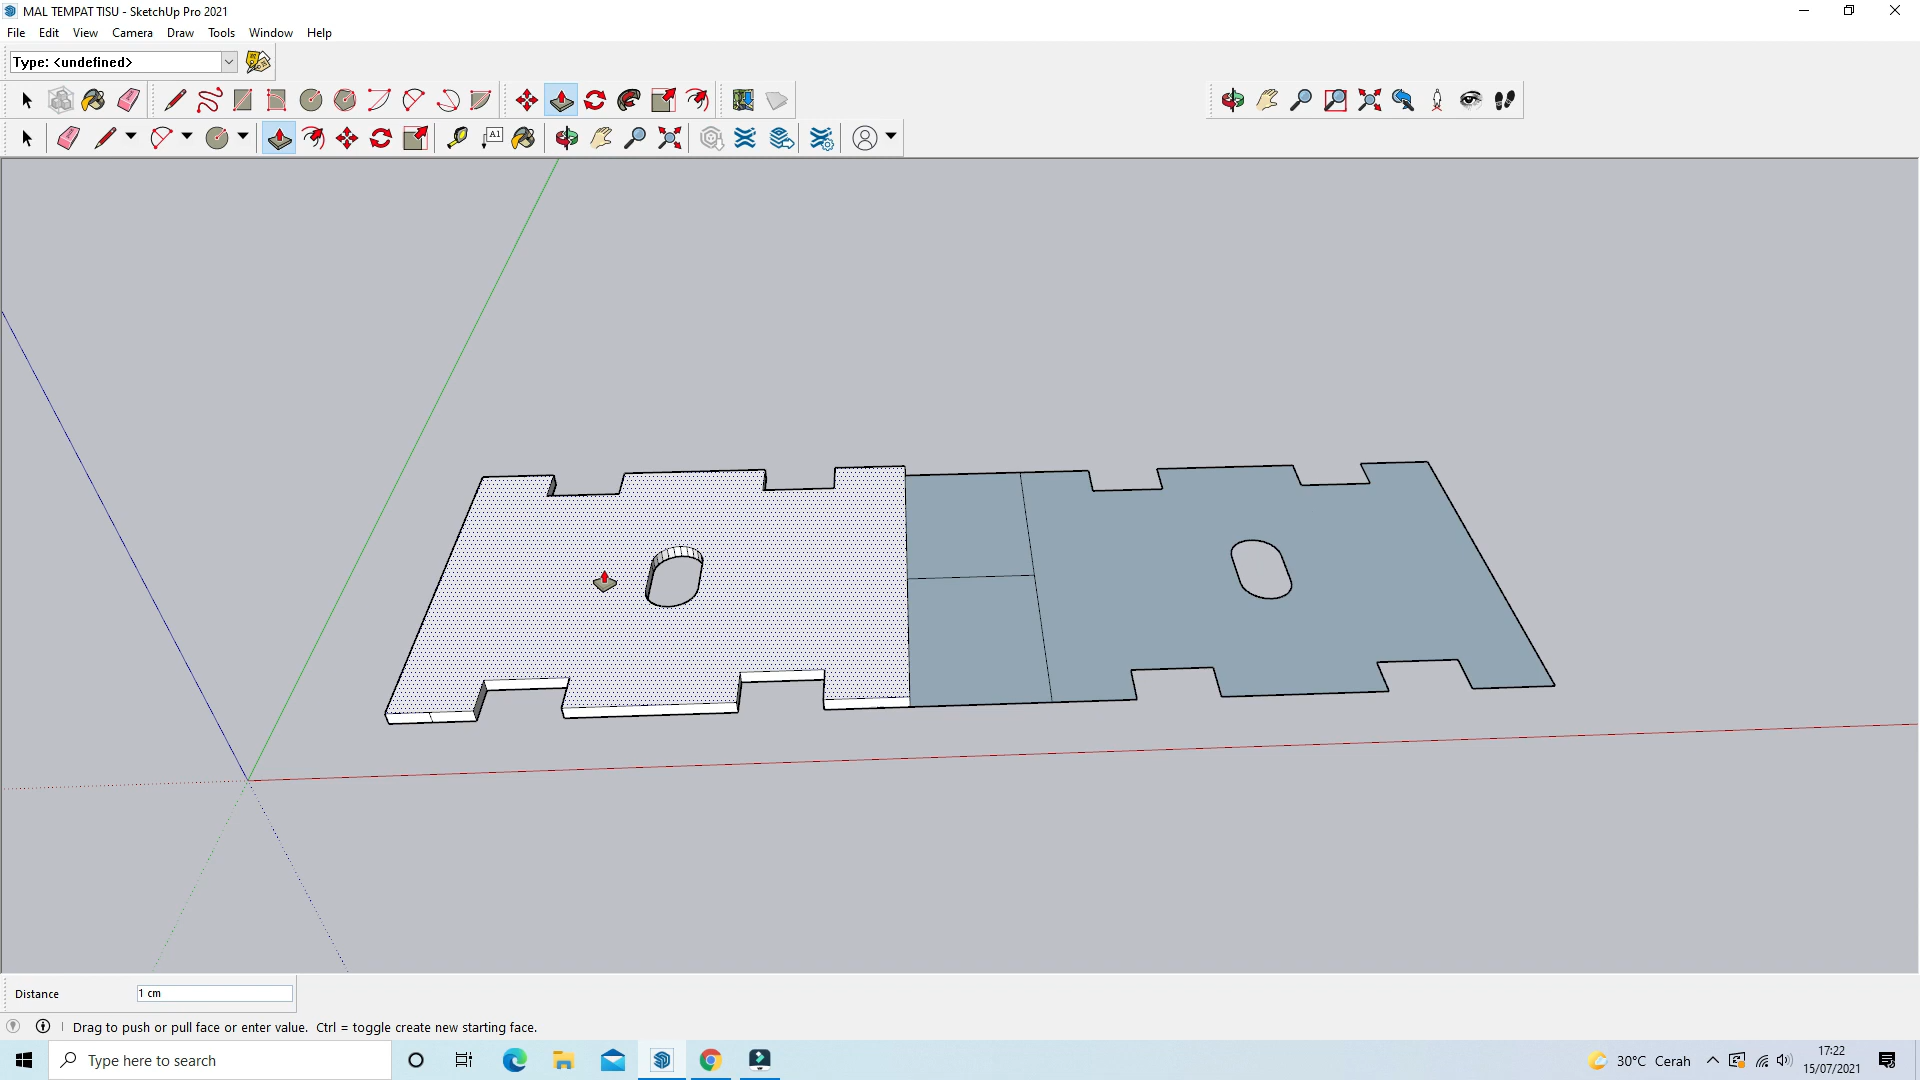 MAL TEMPAT TISU - SketchUp Pro 2021
File Edit View Camera Draw Tools Window Help
Type: <undefined>
A1
Distance 1 cm
Drag to push or pull face or enter value. Ctrl = toggle create new starting face.
Type here to search
30°C Cerah
17:22
15/07/2021